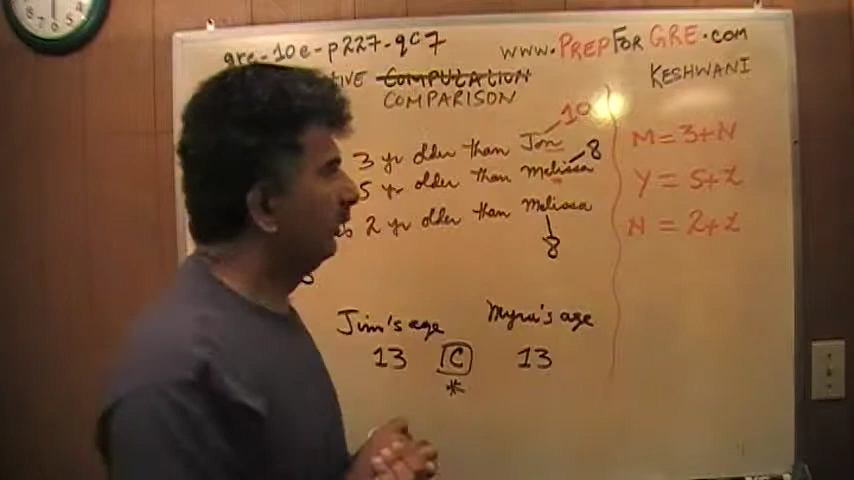 gre-10e-p227-qc7
www.PREPFORGRE.com
COMPULATION
COMPARISON
KESHWANI
10
3 yr older than Jon
8
5 yr older than Melissa
2 yr older than Melissa
8
M=3+N
Y=5+Z
N=2+Z
Jim's age Myra's age
13 C 13
*